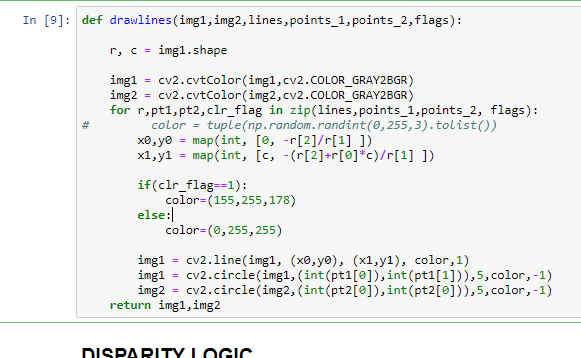 In [9]: def drawlines(img1,img2,lines,points_1,points_2,flags):
r, c = img1.shape
img1 = cv2.cvtColor(img1,cv2.COLOR_GRAY2BGR)
img2 = cv2.cvtColor(img2,cv2.COLOR_GRAY2BGR)
for r,pt1,pt2,clr_flag in zip(lines,points_1,points_2, flags):
# color = tuple(np.random.randint(0,255,3).tolist())
x0,y0 = map(int, [0, -r[2]/r[1] ])
x1,y1 = map(int, [c, -(r[2]+r[0]*c)/r[1] ])
if(clr_flag==1):
color=(155,255,178)
else:
color=(0,255,255)
img1 = cv2.line(img1, (x0,y0), (x1,y1), color,1)
img1 = cv2.circle(img1,(int(pt1[0]),int(pt1[1])),5,color,-1)
img2 = cv2.circle(img2,(int(pt2[0]),int(pt2[0])),5,color,-1)
return img1,img2
DISPARITY LOGIC